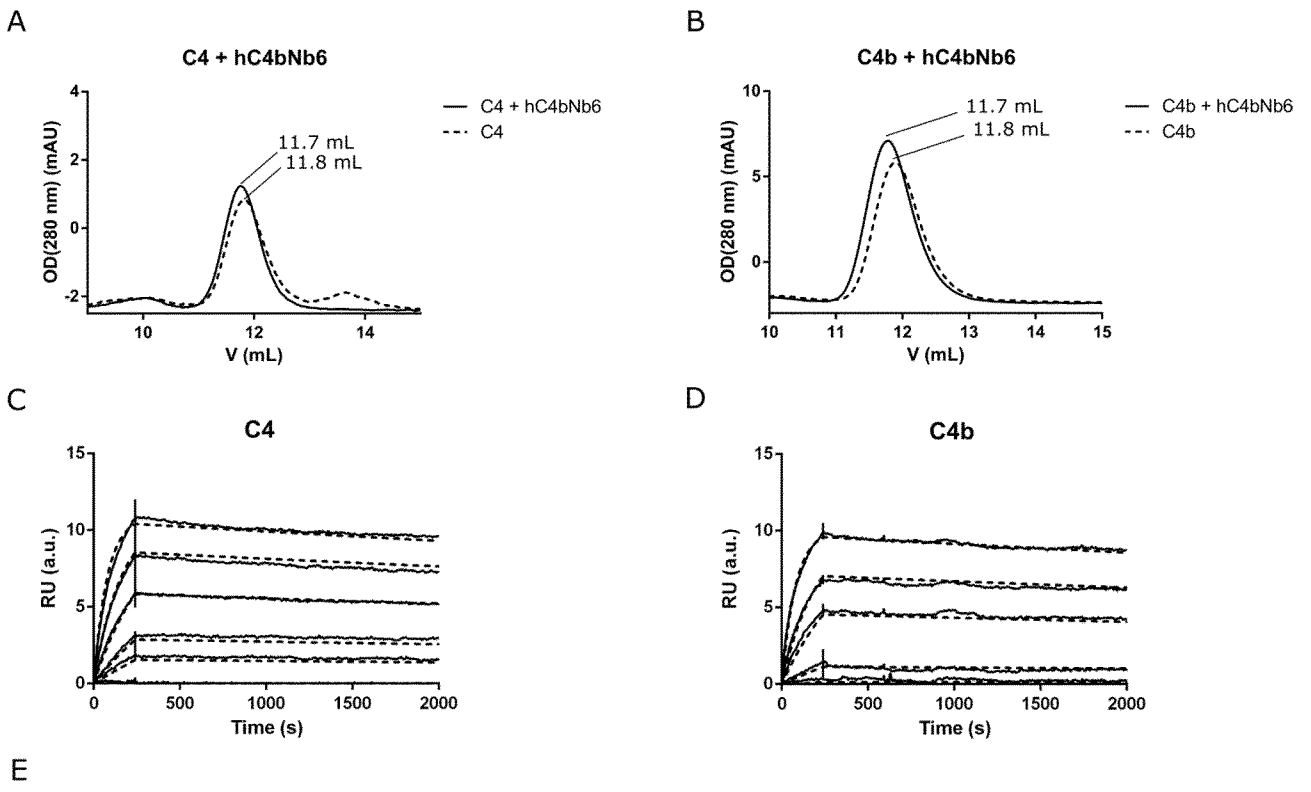 A
C4 + hC4bNb6
OD(280 nm) (mAU)
4
2
0
-2
10
12
14
V (mL)
11.7 mL
11.8 mL
C4 + hC4bNb6
C4
B
C4b + hC4bNb6
OD(280 nm) (mAU)
10
5
0
10
11
12
13
14
15
V (mL)
11.7 mL
11.8 mL
C4b + hC4bNb6
C4b
C
C4
RU (a.u.)
15
10
5
0
0
500
1000
1500
2000
Time (s)
D
C4b
RU (a.u.)
15
10
5
0
0
500
1000
1500
2000
Time (s)
E